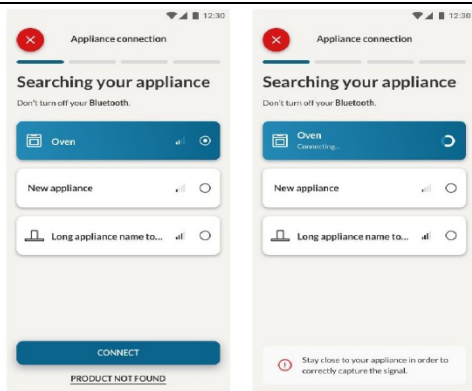 12:30
Appliance connection
Searching your appliance
Don't turn off your Bluetooth.
Oven
New appliance
Long appliance name to...
CONNECT
PRODUCT NOT FOUND
12:30
Appliance connection
Searching your appliance
Don't turn off your Bluetooth.
Oven
Connecting...
New appliance
Long appliance name to...
Stay close to your appliance in order to
correctly capture the signal.